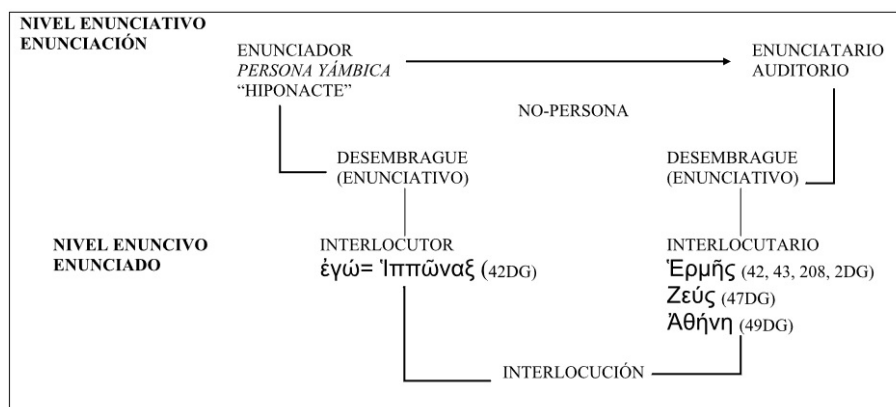 NIVEL ENUNCIATIVO
ENUNCIACIÓN
ENUNCIADOR
PERSONA YÁMBICA
“HIPONACTE”
ENUNCIATARIO
AUDITORIO
NO-PERSONA
DESEMBRAGUE
(ENUNCIATIVO)
DESEMBRAGUE
(ENUNCIATIVO)
NIVEL ENUNCIVO
ENUNCIADO
INTERLOCUTOR
ἐγώ= Ἱππῶναξ (42DG)
INTERLOCUTARIO
Ἑρμῆς (42, 43, 208, 2DG)
Ζεύς (47DG)
Ἀθήνη (49DG)
INTERLOCUCIÓN